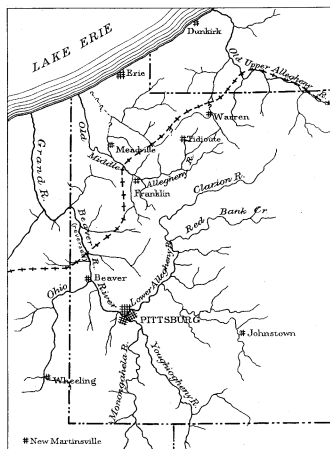 Dunkirk
LAKE ERIE
Erie
Old Upper Allegheny R.
Warren
Old Middle Allegheny R.
Meadville
Tidioute
Grand R.
Franklin
Clarion R.
Red Bank Cr
Beaver R.
(reversed)
Lower Allegheny R.
Beaver
Ohio River
PITTSBURG
Johnstown
Wheeling
Monongahela R.
Youghiogheny R.
New Martinsville